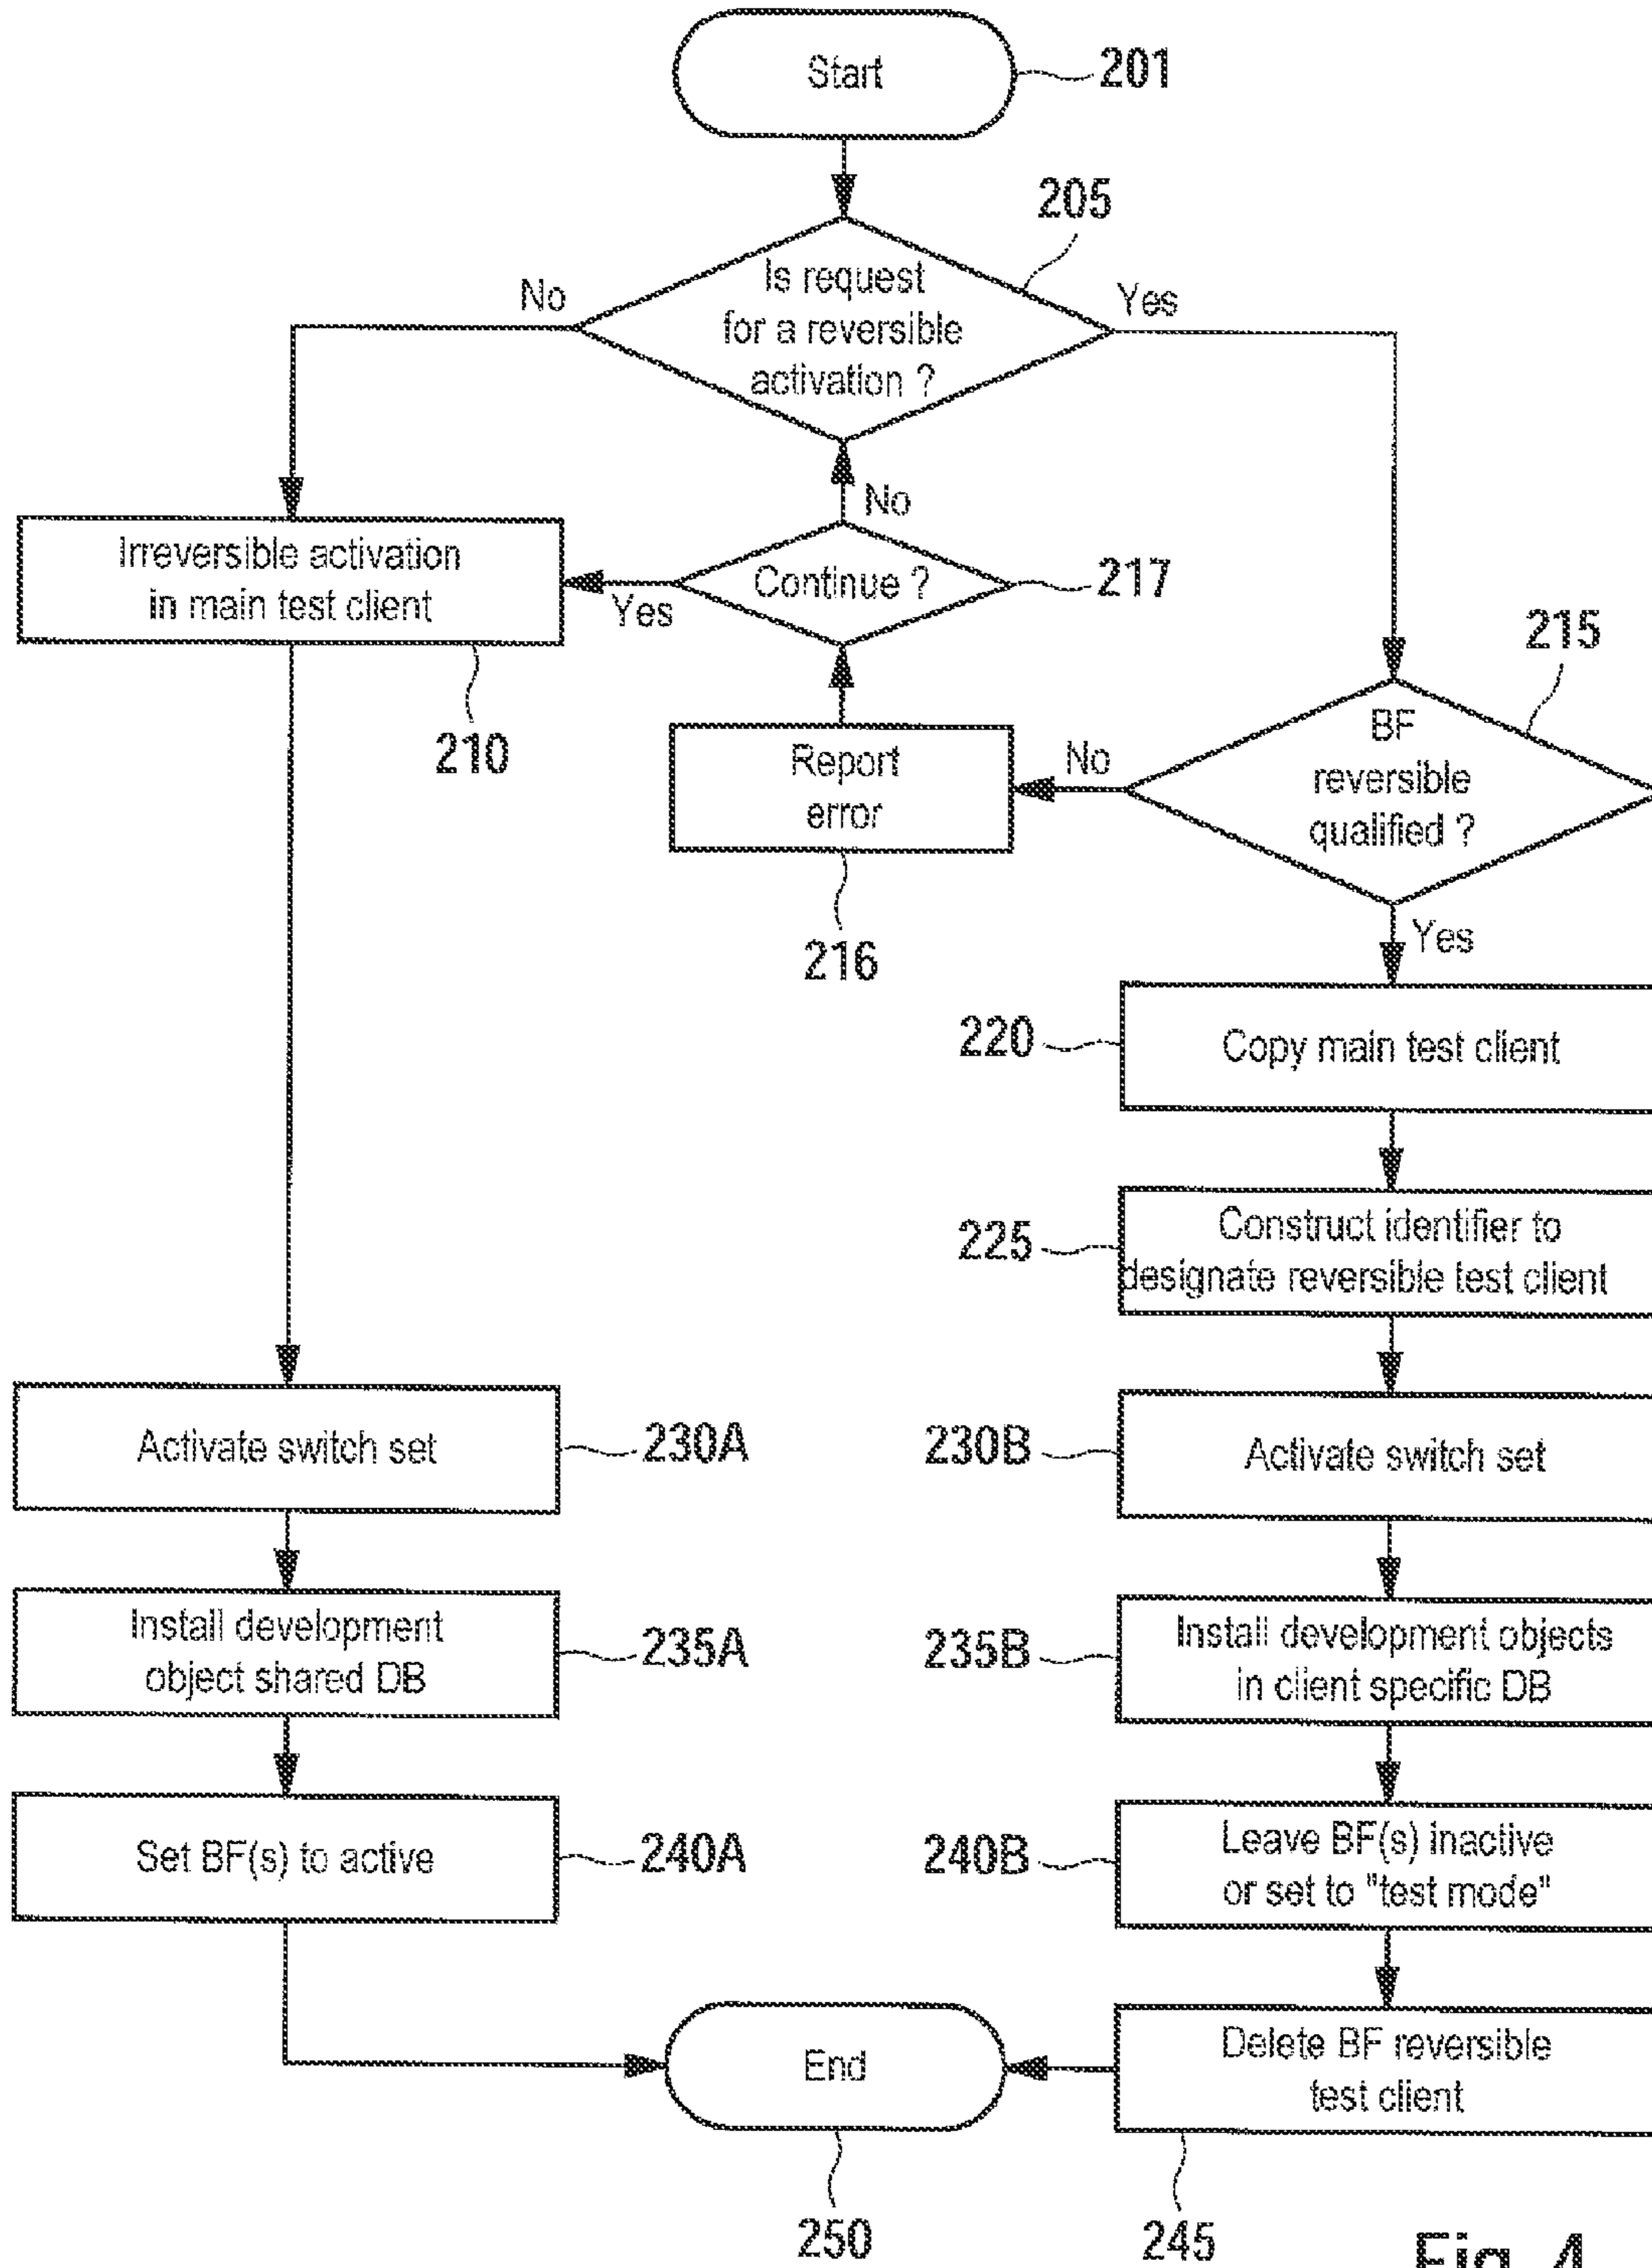 Start
201
205
Is request
for a reversible
activation ?
No
Yes
No
Irreversible activation
in main test client
Continue ?
217
Yes
215
210
BF
reversible
qualified ?
Report
error
No
216
Yes
220
Copy main test client
225
Construct identifier to
designate reversible test client
Activate switch set
230A
230B
Activate switch set
Install development
object shared DB
235A
235B
Install development objects
in client specific DB
Set BF(s) to active
240A
240B
Leave BF(s) inactive
or set to "test mode"
End
Delete BF reversible
test client
250
245
Fig. 4